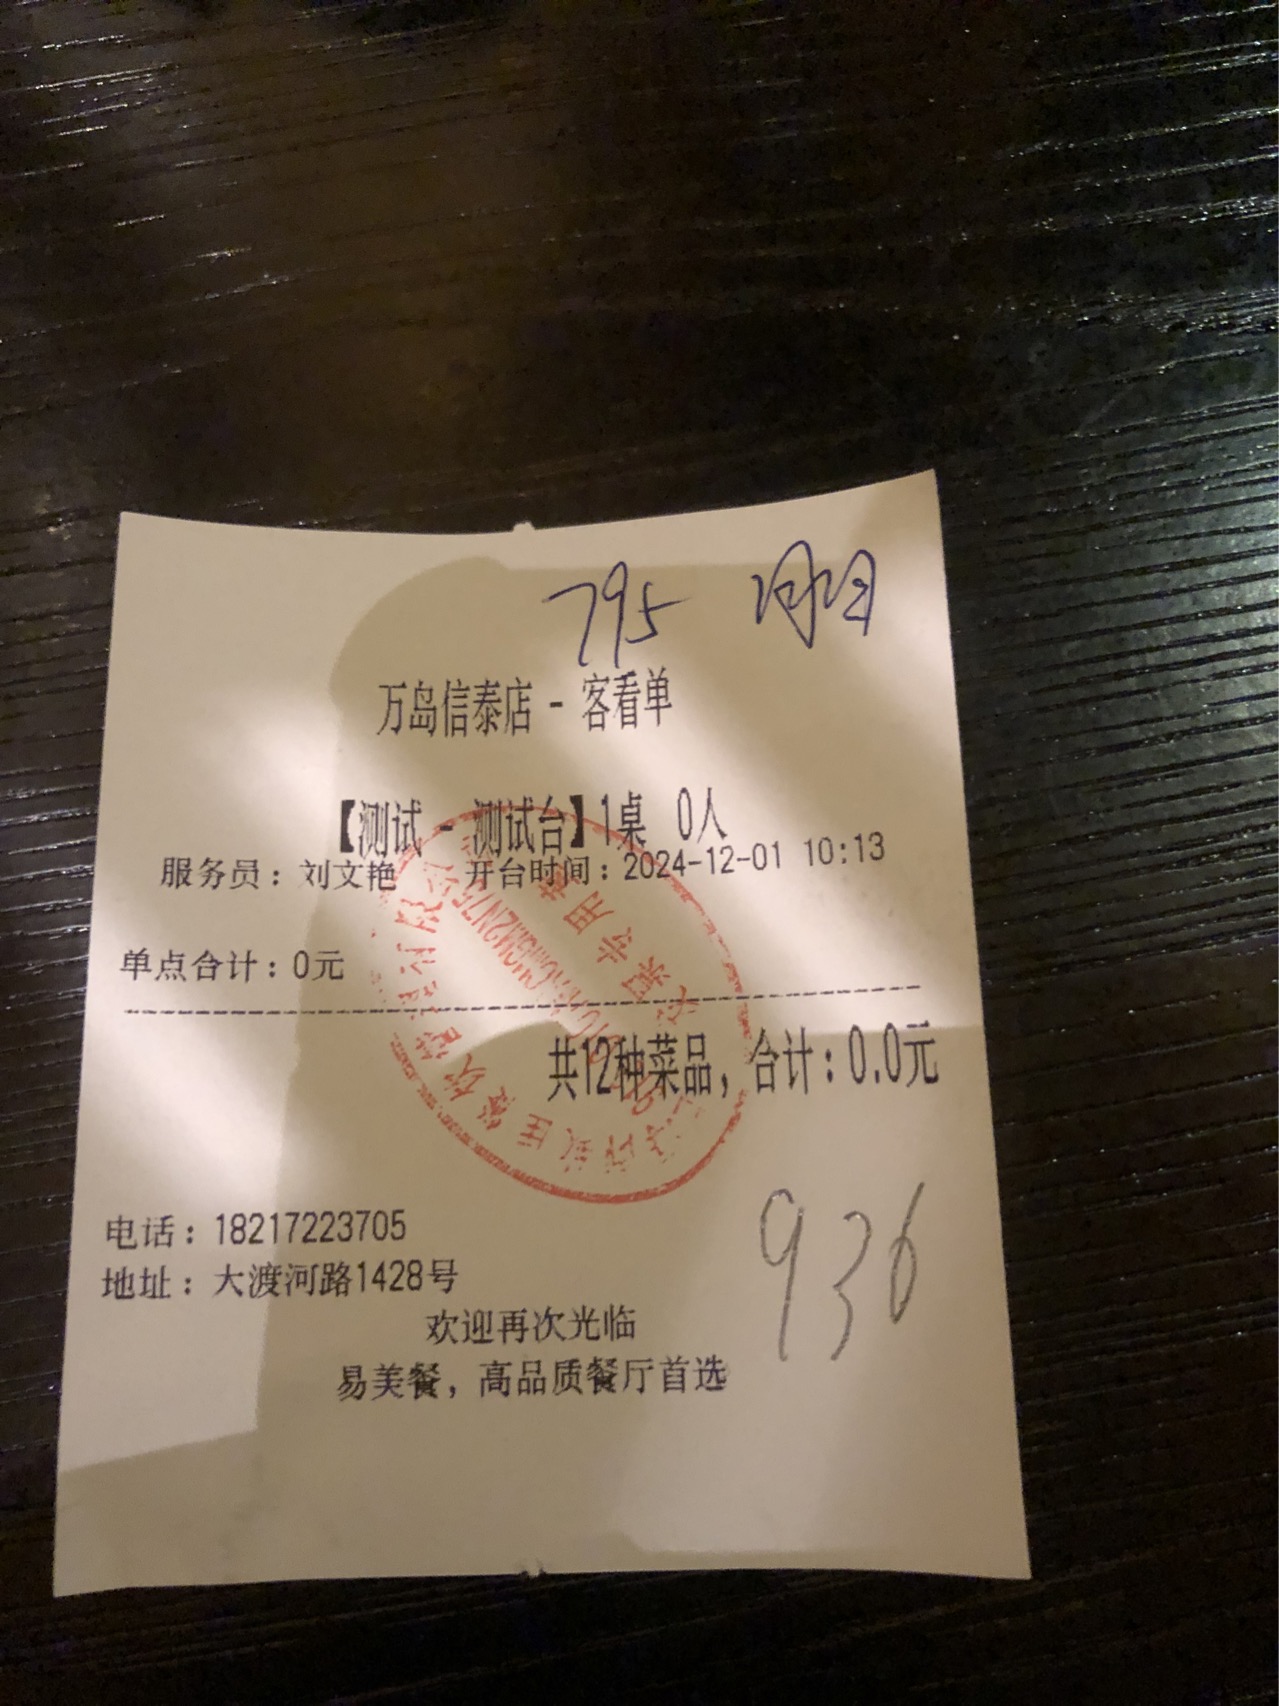 795
万岛信泰店 - 客看单
【测试 - 测试台】1桌 0人
服务员：刘文艳 开台时间：2024-12-01 10:13
单点合计：0元
共12种菜品，合计：0.0元
936
电话：18217223705
地址：大渡河路1428号
欢迎再次光临
易美餐，高品质餐厅首选